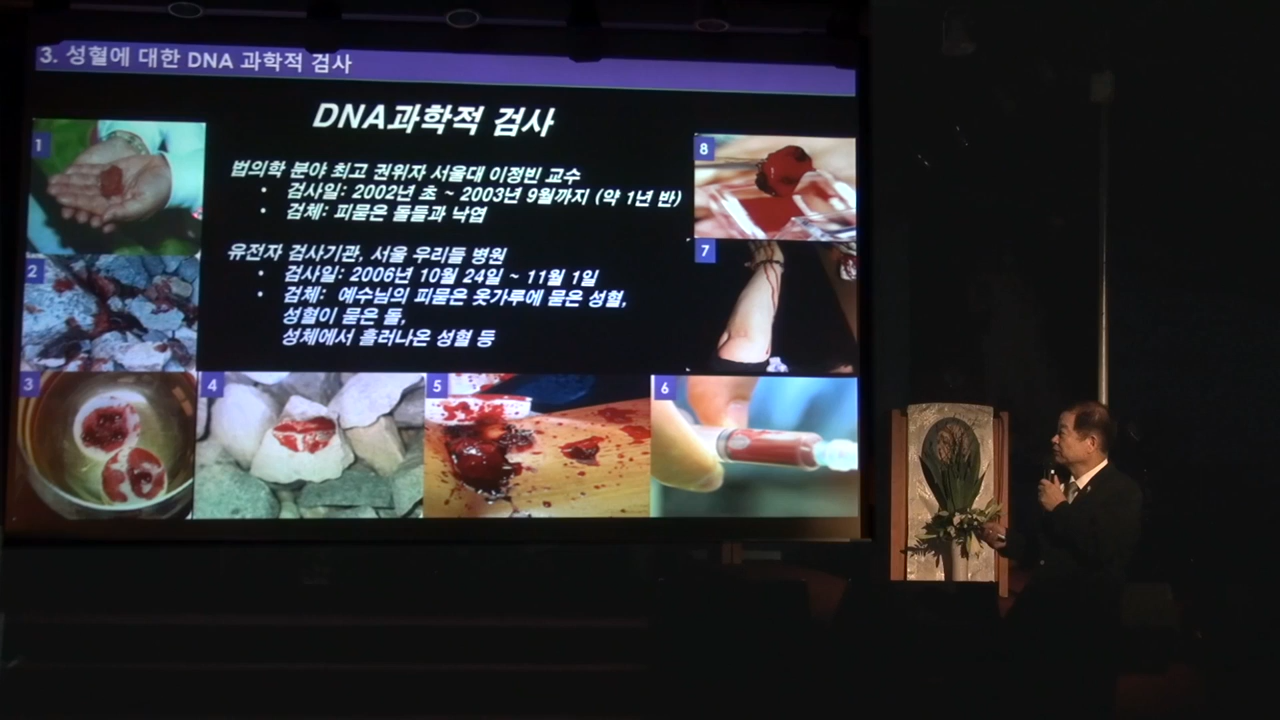 3. 성혈에 대한 DNA 과학적 검사
DNA과학적 검사
법의학 분야 최고 권위자 서울대 이정빈 교수
• 검사일: 2002년 초 ~ 2003년 9월까지 (약 1년 반)
• 검체: 피묻은 돌들과 낙엽
유전자 검사기관, 서울 우리들 병원
• 검사일: 2006년 10월 24일 ~ 11월 1일
• 검체: 예수님의 피묻은 옷가루에 묻은 성혈,
성혈이 묻은 돌,
성체에서 흘러나온 성혈 등
1
2
3
4
5
6
7
8